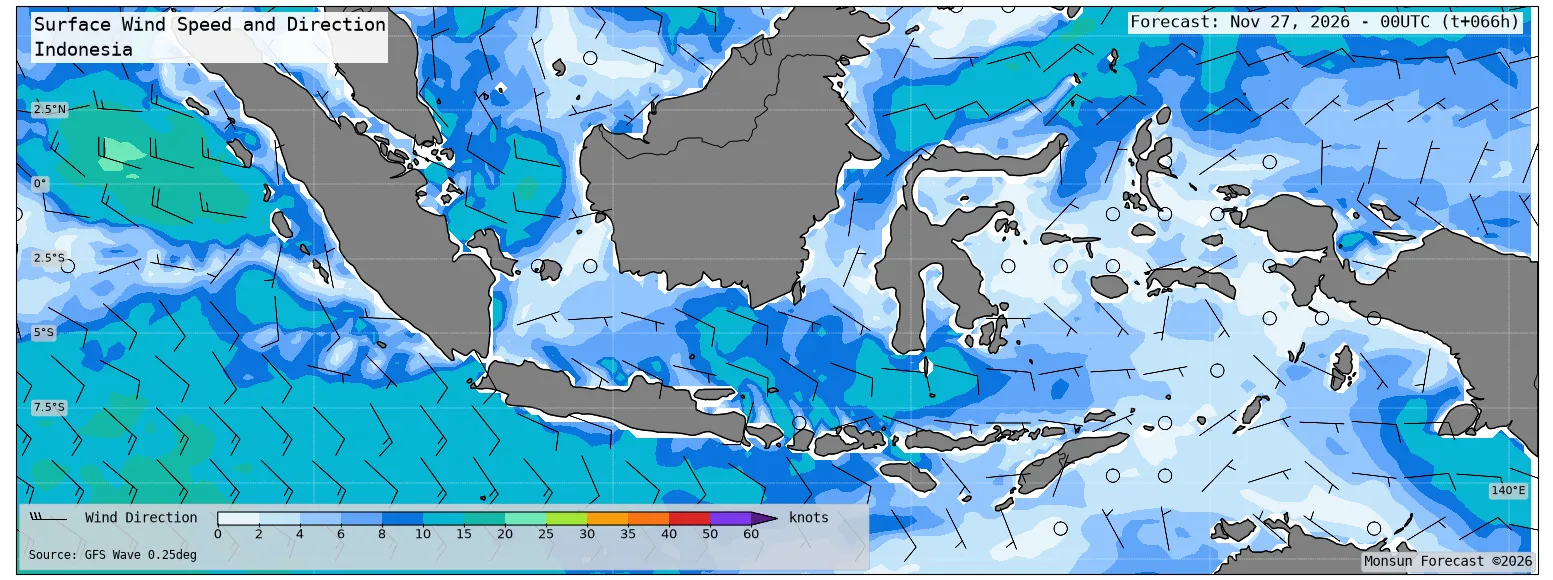 Surface Wind Speed and Direction
Indonesia
Forecast: Nov 27, 2026 - 00UTC (t+066h)
2.5°N
0°
2.5°S
5°S
7.5°S
140°E
Wind Direction
0 2 4 6 8 10 15 20 25 30 35 40 50 60
knots
Source: GFS Wave 0.25deg
Monsun Forecast ©2026